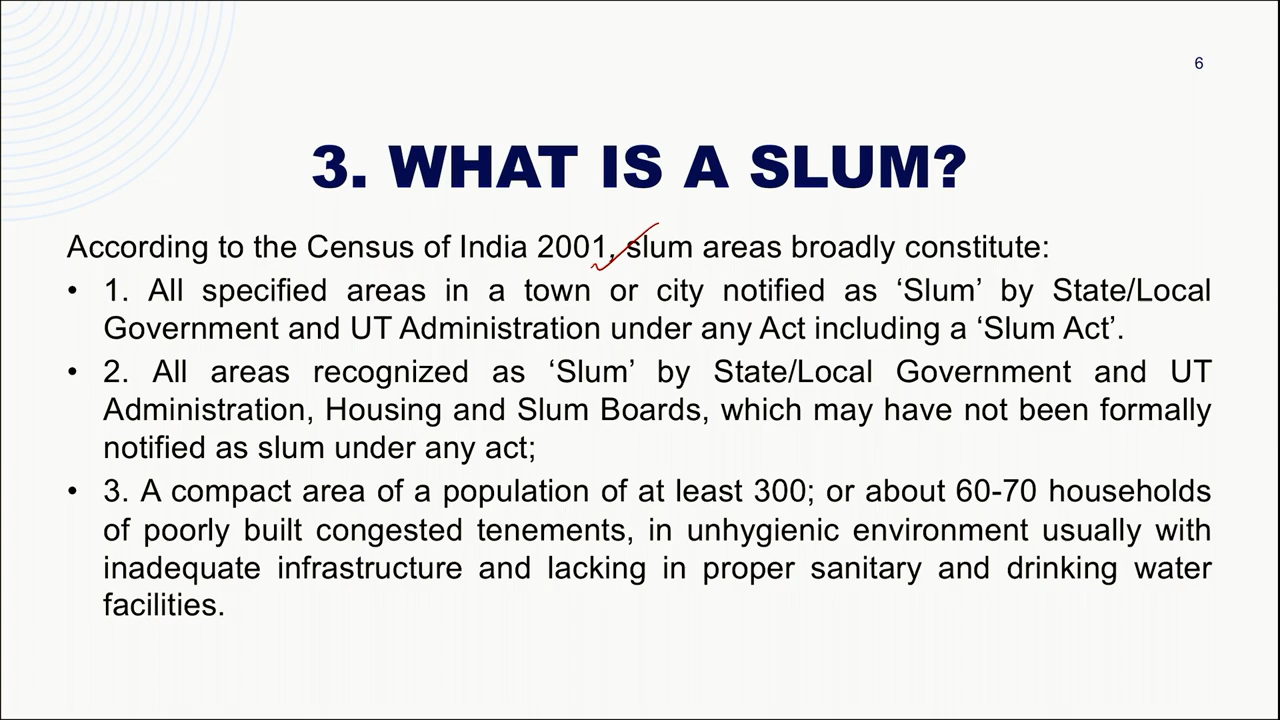 6
3. WHAT IS A SLUM?
According to the Census of India 2001, slum areas broadly constitute:
• 1. All specified areas in a town or city notified as ‘Slum’ by State/Local
Government and UT Administration under any Act including a ‘Slum Act’.
• 2. All areas recognized as ‘Slum’ by State/Local Government and UT
Administration, Housing and Slum Boards, which may have not been formally
notified as slum under any act;
• 3. A compact area of a population of at least 300; or about 60-70 households
of poorly built congested tenements, in unhygienic environment usually with
inadequate infrastructure and lacking in proper sanitary and drinking water
facilities.